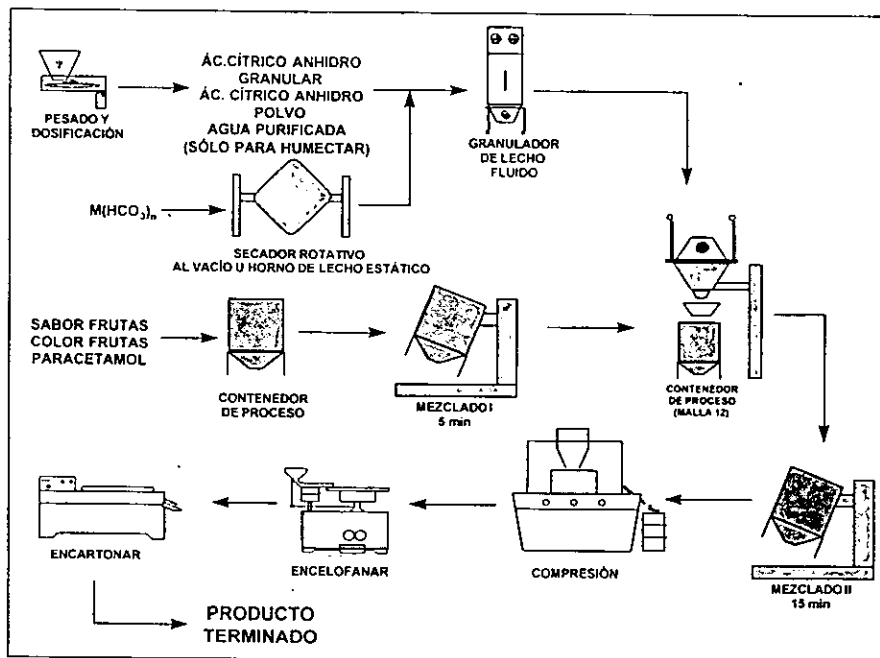 PESADO Y
DOSIFICACIÓN
ÁC.CÍTRICO ANHIDRO
GRANULAR
ÁC. CÍTRICO ANHIDRO
POLVO
AGUA PURIFICADA
(SÓLO PARA HUMECTAR)
GRANULADOR
DE LECHO
FLUIDO
M(HCO₃)ₙ
SECADOR ROTATIVO
AL VACÍO U HORNO DE LECHO ESTÁTICO
SABOR FRUTAS
COLOR FRUTAS
PARACETAMOL
CONTENEDOR
DE PROCESO
MEZCLADO I
5 min
CONTENEDOR
DE PROCESO
(MALLA 12)
MEZCLADO II
15 min
COMPRESIÓN
ENCELOFANAR
ENCARTONAR
PRODUCTO
TERMINADO